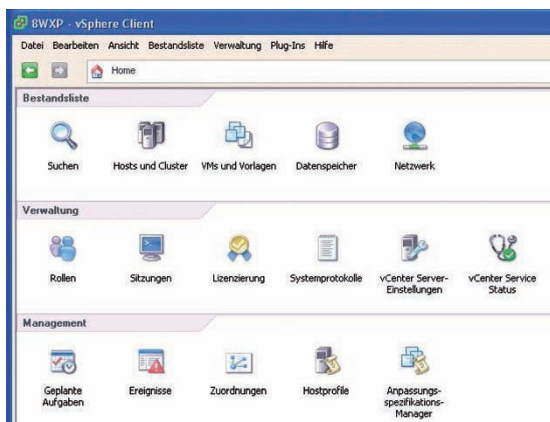 8WXP - vSphere Client
Datei Bearbeiten Ansicht Bestandsliste Verwaltung Plug-Ins Hilfe
Home
Bestandsliste
Suchen
Hosts und Cluster
VMs und Vorlagen
Datenspeicher
Netzwerk
Verwaltung
Rollen
Sitzungen
Lizenzierung
Systemprotokolle
vCenter Server-
Einstellungen
vCenter Service
Status
Management
Geplante
Aufgaben
Ereignisse
Zuordnungen
Hostprofile
Anpassungs-
spezifikations-
Manager